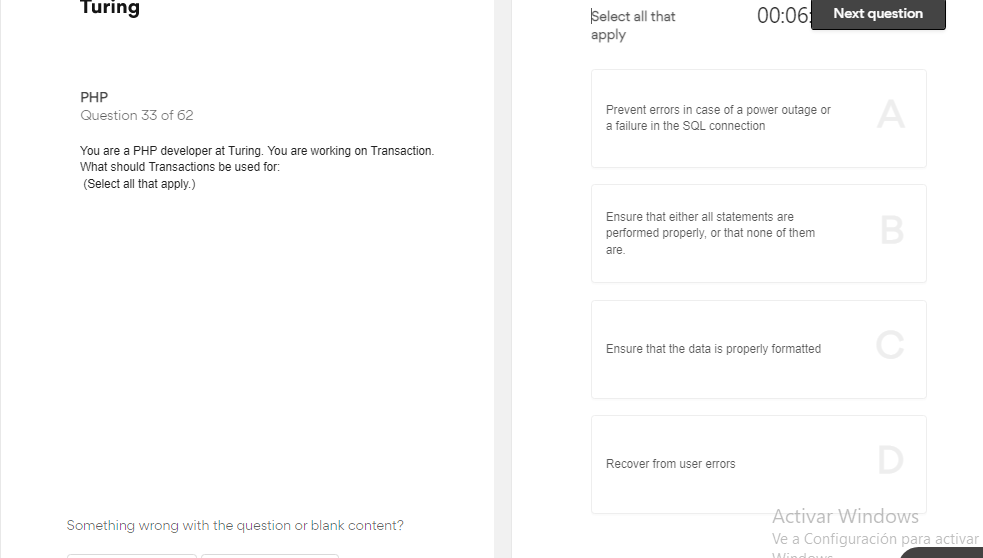 Turing
PHP
Question 33 of 62
You are a PHP developer at Turing. You are working on Transaction.
What should Transactions be used for:
(Select all that apply.)
Something wrong with the question or blank content?
Select all that
apply
00:06:
Next question
Prevent errors in case of a power outage or
a failure in the SQL connection
A
Ensure that either all statements are
performed properly, or that none of them
are.
B
Ensure that the data is properly formatted
C
Recover from user errors
D
Activar Windows
Ve a Configuración para activar
Windows